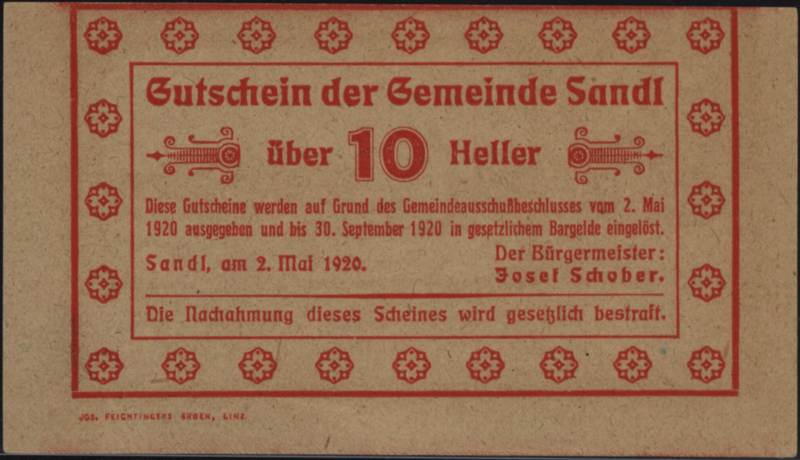 Gutschein der Gemeinde Sandl
über 10 Heller
Diese Gutscheine werden auf Grund des Gemeindeausschußbeschlusses vom 2. Mai
1920 ausgegeben und bis 30. September 1920 in gesetzlichem Bargelde eingelöst.
Sandl, am 2. Mai 1920.
Der Bürgermeister:
Josef Schober.
Die Nachahmung dieses Scheines wird gesetzlich bestraft.
JOS. FEICHTINGERS ERBEN, LINZ